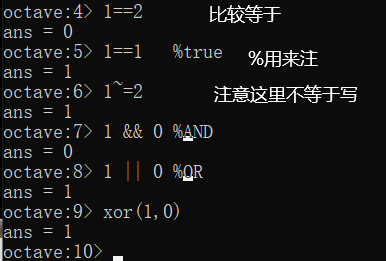 octave:4> 1==2 比较等于
ans = 0
octave:5> 1==1 %true %用来注
ans = 1
octave:6> 1~=2 注意这里不等于写
ans = 1
octave:7> 1 && 0 %AND
ans = 0
octave:8> 1 || 0 %OR
ans = 1
octave:9> xor(1,0)
ans = 1
octave:10>